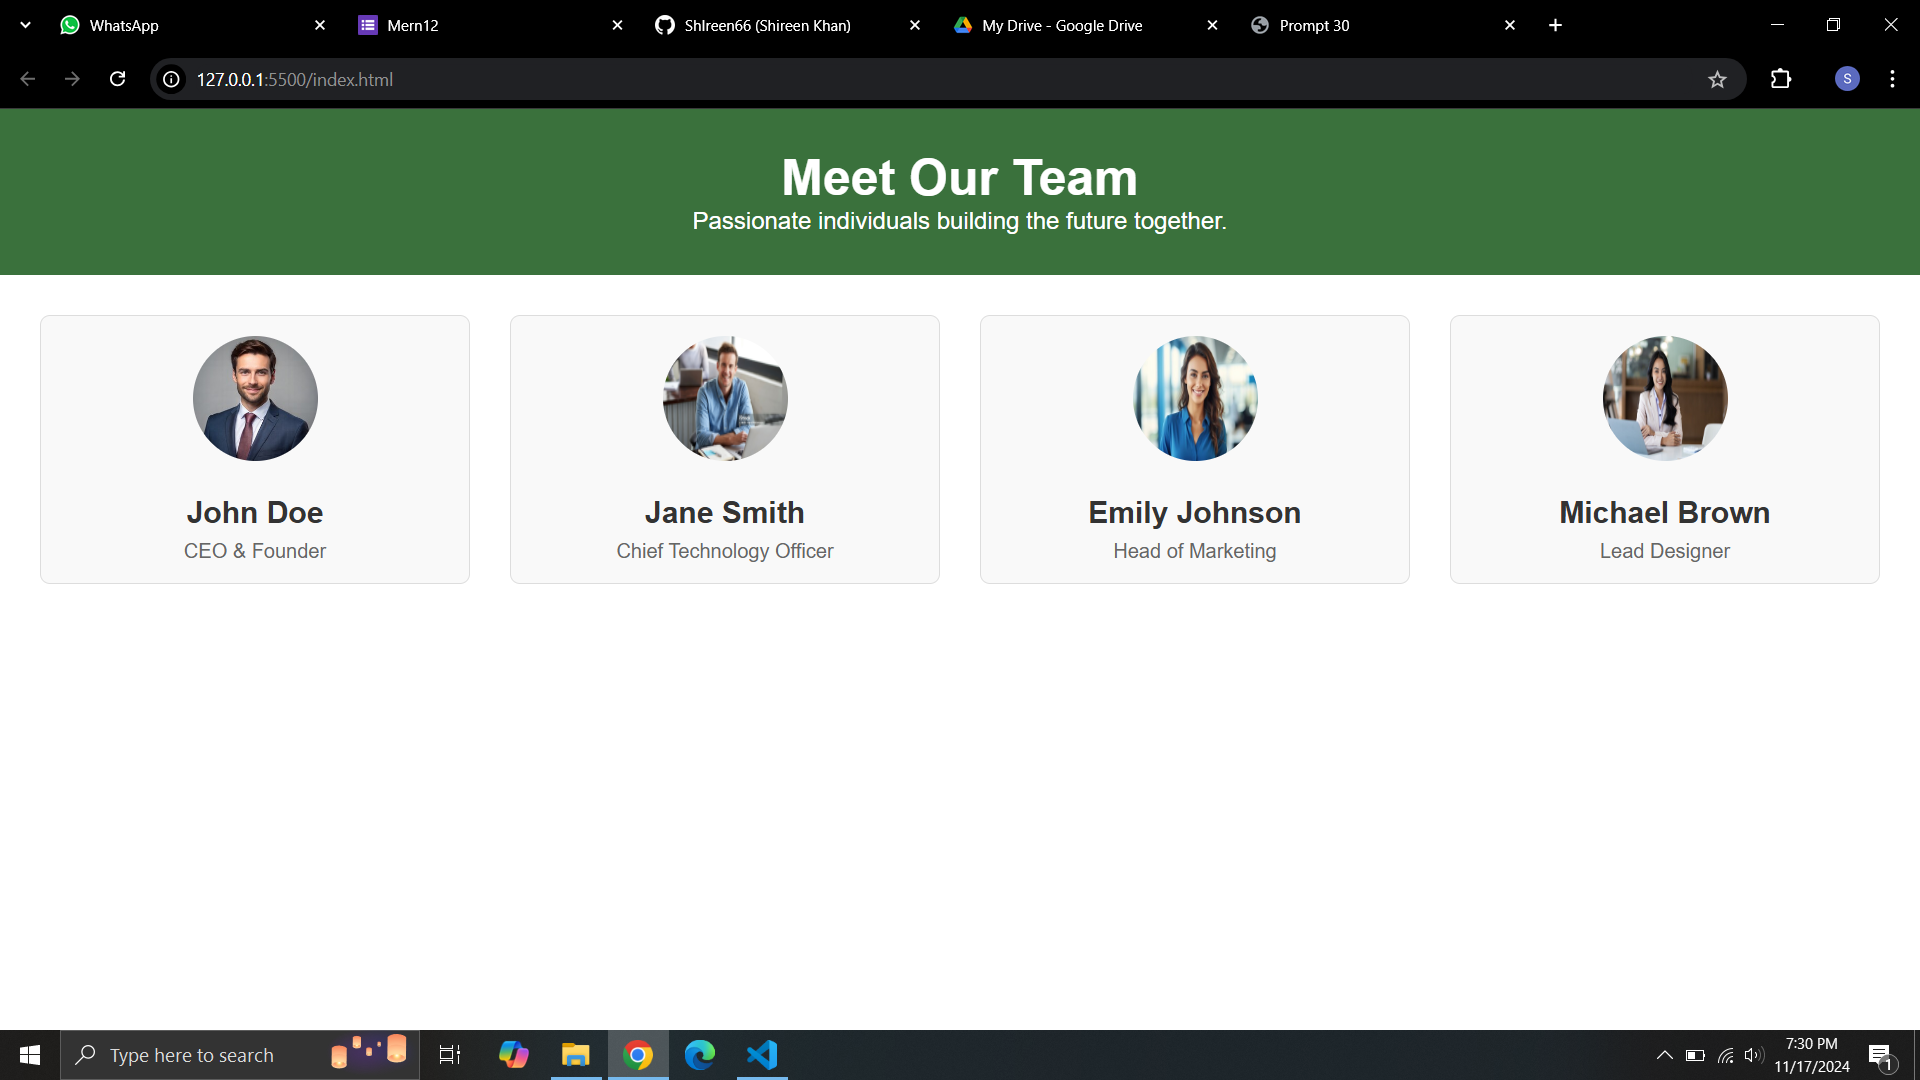 WhatsApp
Mern12
ShIreen66 (Shireen Khan)
My Drive - Google Drive
Prompt 30
127.0.0.1:5500/index.html
S
Meet Our Team
Passionate individuals building the future together.
John Doe
CEO & Founder
Jane Smith
Chief Technology Officer
Emily Johnson
Head of Marketing
Michael Brown
Lead Designer
Type here to search
7:30 PM
11/17/2024
1